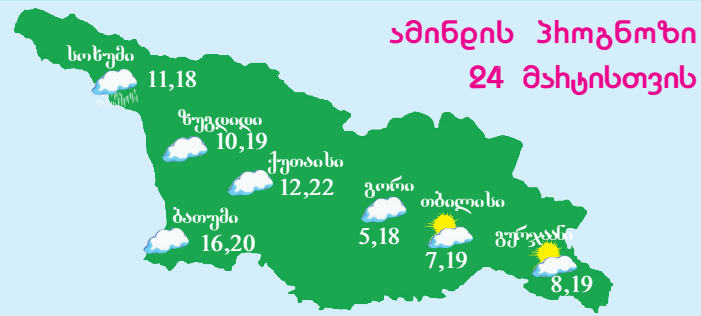 ამინდის პროგნოზი
24 მარტისთვის
სოხუმი
11,18
ზუგდიდი
10,19
ქუთაისი
12,22
გორი
5,18
თბილისი
7,19
ბათუმი
16,20
გურჯაანი
8,19